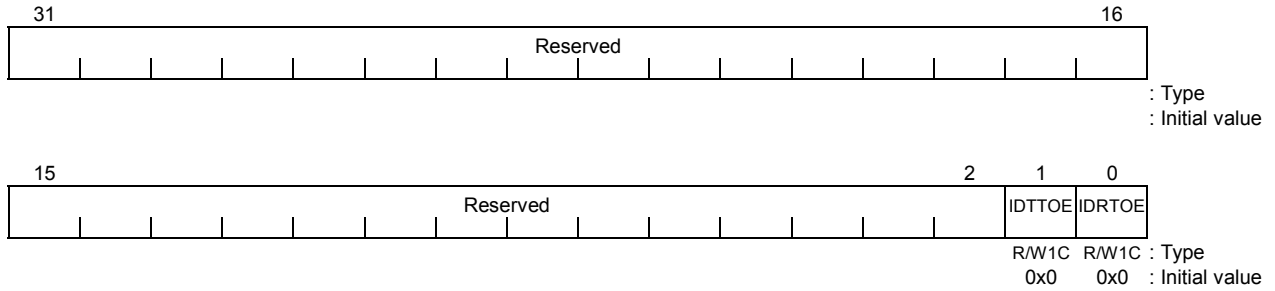 31 16
Reserved
: Type
: Initial value
15 2 1 0
Reserved IDTTOE IDRTOE
R/W1C R/W1C : Type
0x0 0x0 : Initial value